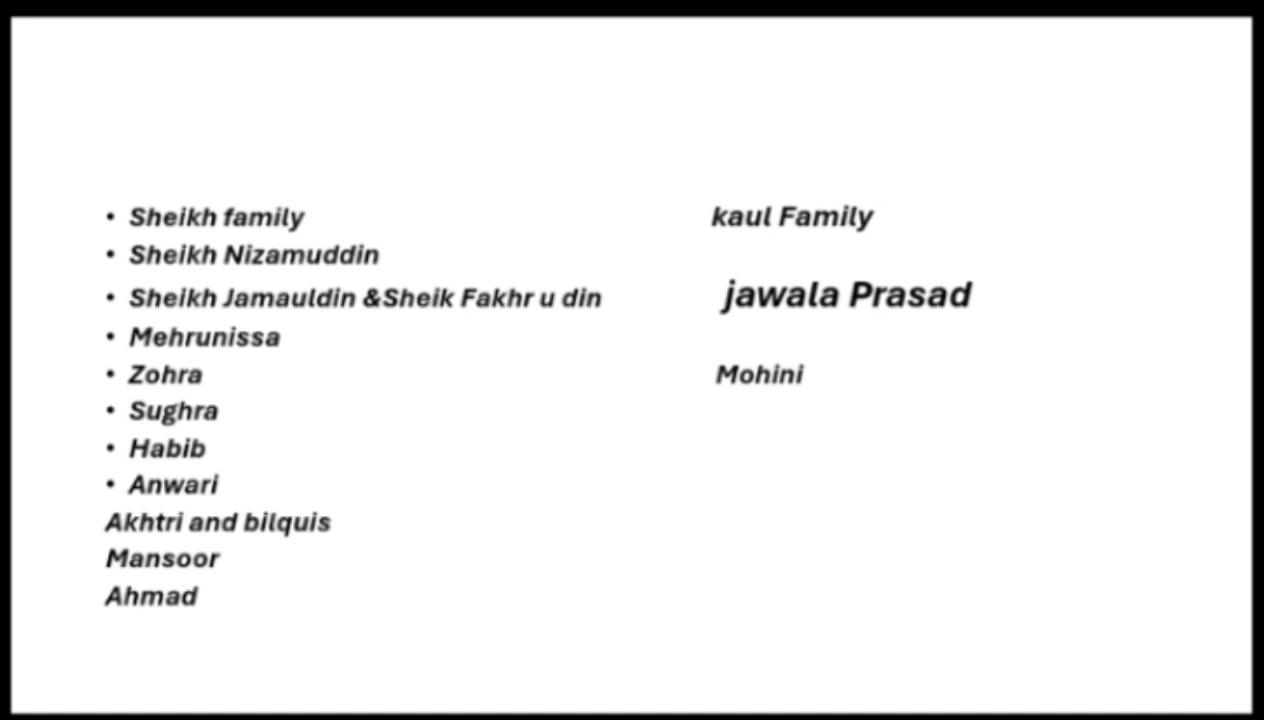 • Sheikh family
• Sheikh Nizamuddin
• Sheikh Jamauldin &Sheik Fakhr u din
• Mehrunissa
• Zohra
• Sughra
• Habib
• Anwari
Akhtri and bilquis
Mansoor
Ahmad
kaul Family
jawala Prasad
Mohini